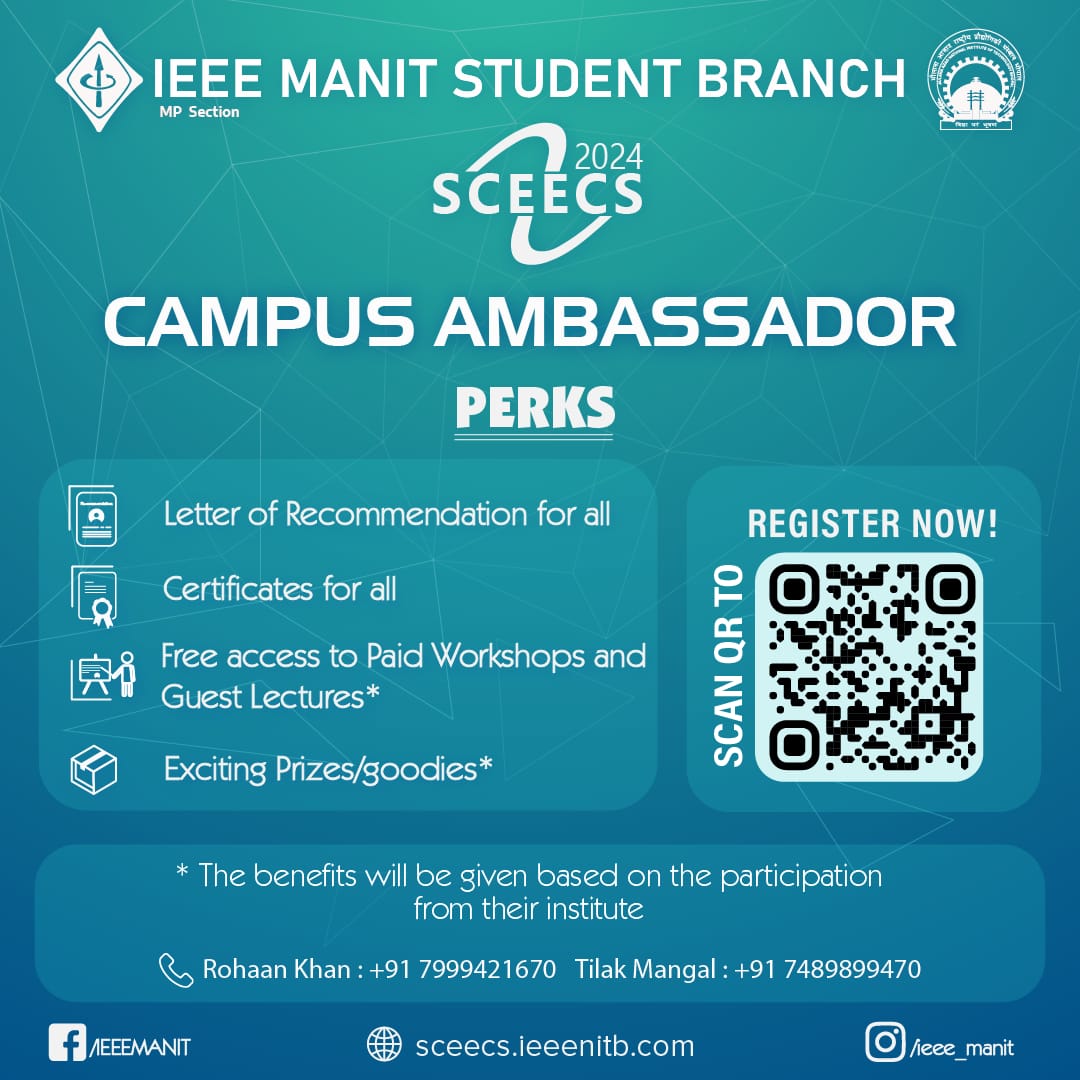 IEEE MANIT STUDENT BRANCH
MP Section
2024
SCEECS
CAMPUS AMBASSADOR
PERKS
Letter of Recommendation for all
Certificates for all
Free access to Paid Workshops and
Guest Lectures*
Exciting Prizes/goodies*
REGISTER NOW!
SCAN QR TO
* The benefits will be given based on the participation
from their institute
Rohaan Khan : +91 7999421670 Tilak Mangal : +91 7489899470
/IEEEMANIT
sceecs.ieeenitb.com
/ieee_manit